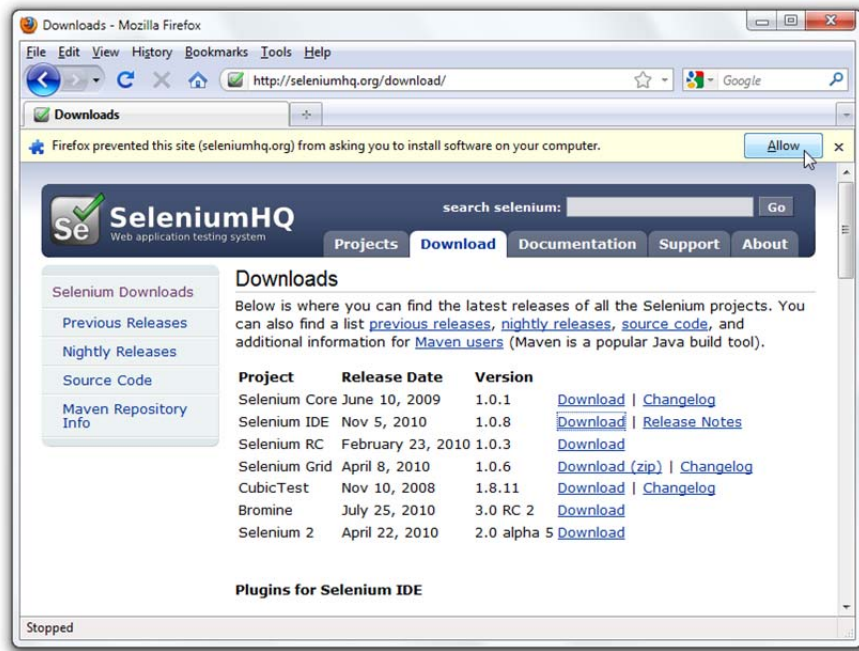 Downloads - Mozilla Firefox
File Edit View History Bookmarks Tools Help
http://seleniumhq.org/download/
Google
Downloads
Firefox prevented this site (seleniumhq.org) from asking you to install software on your computer.
Allow
SeleniumHQ
Web application testing system
Se
search selenium:
Go
Projects Download Documentation Support About
Selenium Downloads
Previous Releases
Nightly Releases
Source Code
Maven Repository
Info
Downloads
Below is where you can find the latest releases of all the Selenium projects. You
can also find a list previous releases, nightly releases, source code, and
additional information for Maven users (Maven is a popular Java build tool).
Project Release Date Version
Selenium Core June 10, 2009 1.0.1 Download | Changelog
Selenium IDE Nov 5, 2010 1.0.8 Download | Release Notes
Selenium RC February 23, 2010 1.0.3 Download
Selenium Grid April 8, 2010 1.0.6 Download (zip) | Changelog
CubicTest Nov 10, 2008 1.8.11 Download | Changelog
Bromine July 25, 2010 3.0 RC 2 Download
Selenium 2 April 22, 2010 2.0 alpha 5 Download
Plugins for Selenium IDE
Stopped